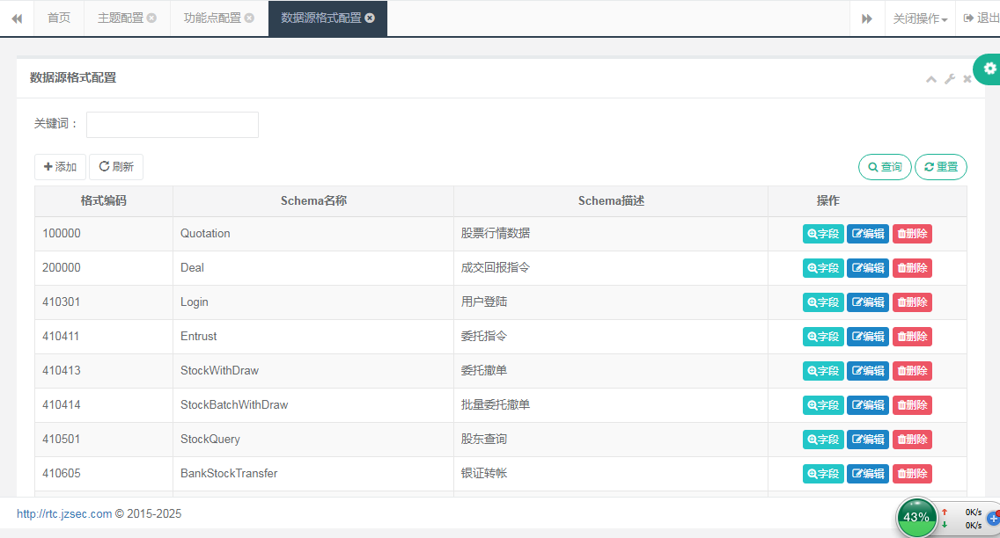 首页 主题配置 功能点配置 数据源格式配置 关闭操作 退出
数据源格式配置
关键词：
添加 刷新 查询 重置
格式编码 Schema名称 Schema描述 操作
100000 Quotation 股票行情数据 字段 编辑 删除
200000 Deal 成交回报指令 字段 编辑 删除
410301 Login 用户登陆 字段 编辑 删除
410411 Entrust 委托指令 字段 编辑 删除
410413 StockWithDraw 委托撤单 字段 编辑 删除
410414 StockBatchWithDraw 批量委托撤单 字段 编辑 删除
410501 StockQuery 股东查询 字段 编辑 删除
410605 BankStockTransfer 银证转帐 字段 编辑 删除
http://rtc.jzsec.com © 2015-2025
43% 0K/s
0K/s